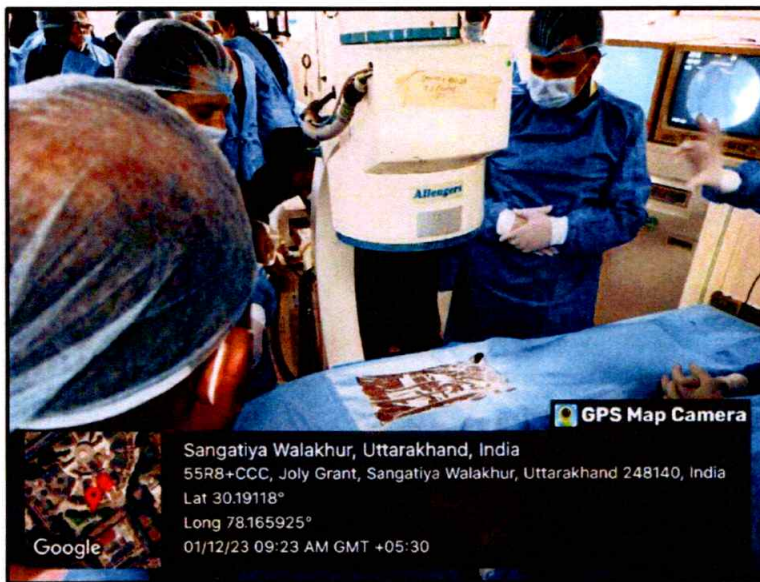 Allengers
GPS Map Camera
Sangatiya Walakhur, Uttarakhand, India
55R8+CCC, Joly Grant, Sangatiya Walakhur, Uttarakhand 248140, India
Lat 30.19118°
Long 78.165925°
01/12/23 09:23 AM GMT +05:30
Google